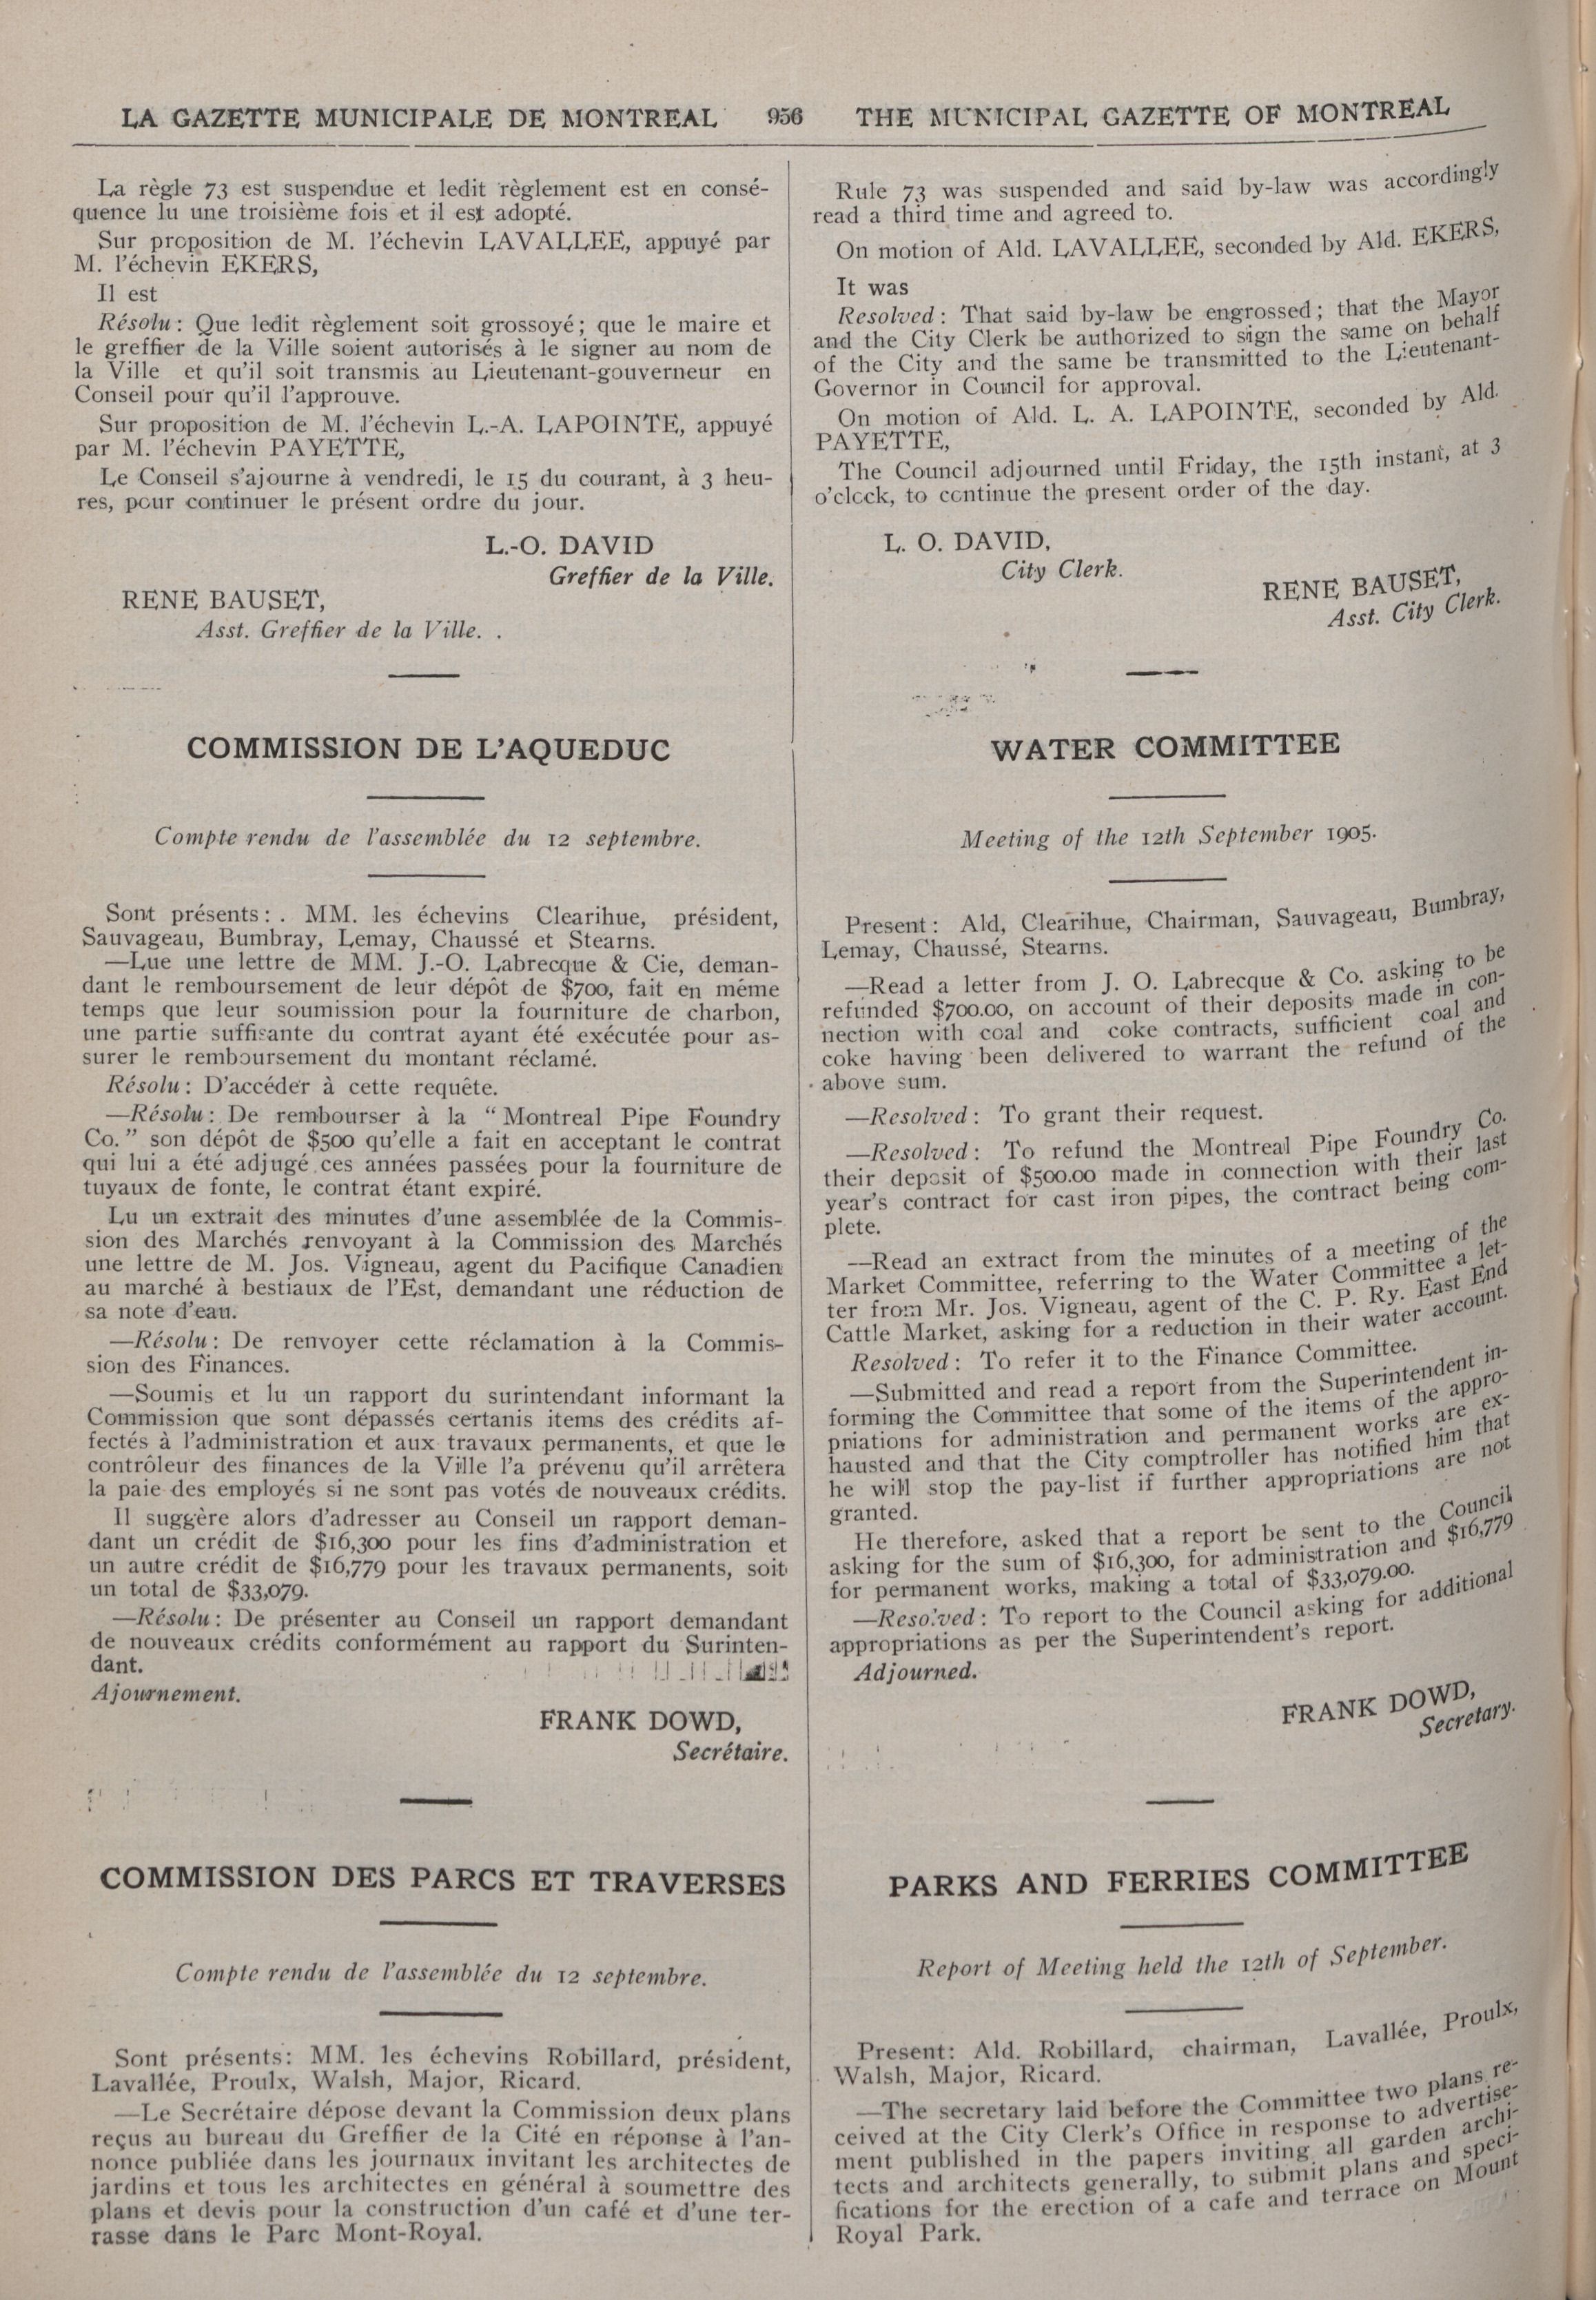 LA GAZETTE MUNICIPALE DE MONTREAL 956 THE MUNICIPAL GAZETTE OF MONTREAL
La règle 73 est suspendue et ledit règlement est en consé-
quence lu une troisième fois et il est adopté.
Sur proposition de M. l'échevin LAVALLEE, appuyé par
M. l'échevin EKERS,
Il est
Résolu: Que ledit règlement soit grossoyé; que le maire et
le greffier de la Ville soient autorisés à le signer au nom de
la Ville et qu'il soit transmis au Lieutenant-gouverneur en
Conseil pour qu'il l'approuve.
Sur proposition de M. l'échevin L.-A. LAPOINTE, appuyé
par M. l'échevin PAYETTE,
Le Conseil s'ajourne à vendredi, le 15 du courant, à 3 heu-
res, pour continuer le présent ordre du jour.
L.-O. DAVID
Greffier de la Ville.
RENE BAUSET,
Asst. Greffier de la Ville.
COMMISSION DE L'AQUEDUC
Compte rendu de l'assemblée du 12 septembre.
Sont présents: . MM. les échevins Clearihue, président,
Sauvageau, Bumbray, Lemay, Chaussé et Stearns.
—Lue une lettre de MM. J.-O. Labrecque & Cie, deman-
dant le remboursement de leur dépôt de $700, fait en même
temps que leur soumission pour la fourniture de charbon,
une partie suffisante du contrat ayant été exécutée pour as-
surer le remboursement du montant réclamé.
Résolu: D'accéder à cette requête.
—Résolu: De rembourser à la "Montreal Pipe Foundry
Co." son dépôt de $500 qu'elle a fait en acceptant le contrat
qui lui a été adjugé ces années passées pour la fourniture de
tuyaux de fonte, le contrat étant expiré.
Lu un extrait des minutes d'une assemblée de la Commis-
sion des Marchés renvoyant à la Commission des Marchés
une lettre de M. Jos. Vigneau, agent du Pacifique Canadien
au marché à bestiaux de l'Est, demandant une réduction de
sa note d'eau.
—Résolu: De renvoyer cette réclamation à la Commis-
sion des Finances.
—Soumis et lu un rapport du surintendant informant la
Commission que sont dépassés certanis items des crédits af-
fectés à l'administration et aux travaux permanents, et que le
contrôleur des finances de la Ville l'a prévenu qu'il arrêtera
la paie des employés si ne sont pas votés de nouveaux crédits.
Il suggère alors d'adresser au Conseil un rapport deman-
dant un crédit de $16,300 pour les fins d'administration et
un autre crédit de $16,779 pour les travaux permanents, soit
un total de $33,079.
—Résolu: De présenter au Conseil un rapport demandant
de nouveaux crédits conformément au rapport du Surinten-
dant.
Ajournement.
FRANK DOWD,
Secrétaire.
COMMISSION DES PARCS ET TRAVERSES
Compte rendu de l'assemblée du 12 septembre.
Sont présents: MM. les échevins Robillard, président,
Lavallée, Proulx, Walsh, Major, Ricard.
—Le Secrétaire dépose devant la Commission deux plans
reçus au bureau du Greffier de la Cité en réponse à l'an-
nonce publiée dans les journaux invitant les architectes de
jardins et tous les architectes en général à soumettre des
plans et devis pour la construction d'un café et d'une ter-
rasse dans le Parc Mont-Royal.
Rule 73 was suspended and said by-law was accordingly
read a third time and agreed to.
On motion of Ald. LAVALLEE, seconded by Ald. EKERS,
It was
Resolved: That said by-law be engrossed; that the Mayor
and the City Clerk be authorized to sign the same on behalf
of the City and the same be transmitted to the Lieutenant-
Governor in Council for approval.
On motion of Ald. L. A. LAPOINTE, seconded by Ald.
PAYETTE,
The Council adjourned until Friday, the 15th instant, at 3
o'clock, to continue the present order of the day.
L. O. DAVID,
City Clerk.
RENE BAUSET,
Asst. City Clerk.
WATER COMMITTEE
Meeting of the 12th September 1905.
Present: Ald, Clearihue, Chairman, Sauvageau, Bumbray,
Lemay, Chaussé, Stearns.
—Read a letter from J. O. Labrecque & Co. asking to be
refunded $700.00, on account of their deposits made in con-
nection with coal and coke contracts, sufficient coal and
coke having been delivered to warrant the refund of the
above sum.
—Resolved: To grant their request.
—Resolved: To refund the Montreal Pipe Foundry Co.
their deposit of $500.00 made in connection with their last
year's contract for cast iron pipes, the contract being com-
plete.
—Read an extract from the minutes of a meeting of the
Market Committee, referring to the Water Committee a let-
ter from Mr. Jos. Vigneau, agent of the C. P. Ry. East End
Cattle Market, asking for a reduction in their water account.
Resolved: To refer it to the Finance Committee.
—Submitted and read a report from the Superintendent in-
forming the Committee that some of the items of the appro-
priations for administration and permanent works are ex-
hausted and that the City comptroller has notified him that
he will stop the pay-list if further appropriations are not
granted.
He therefore, asked that a report be sent to the Council
asking for the sum of $16,300, for administration and $16,779
for permanent works, making a total of $33,079.00.
—Resolved: To report to the Council asking for additional
appropriations as per the Superintendent's report.
Adjourned.
FRANK DOWD,
Secretary.
PARKS AND FERRIES COMMITTEE
Report of Meeting held the 12th of September.
Present: Ald. Robillard, chairman, Lavallée, Proulx,
Walsh, Major, Ricard.
—The secretary laid before the Committee two plans re-
ceived at the City Clerk's Office in response to advertise-
ment published in the papers inviting all garden archi-
tects and architects generally, to submit plans and speci-
fications for the erection of a cafe and terrace on Mount
Royal Park.